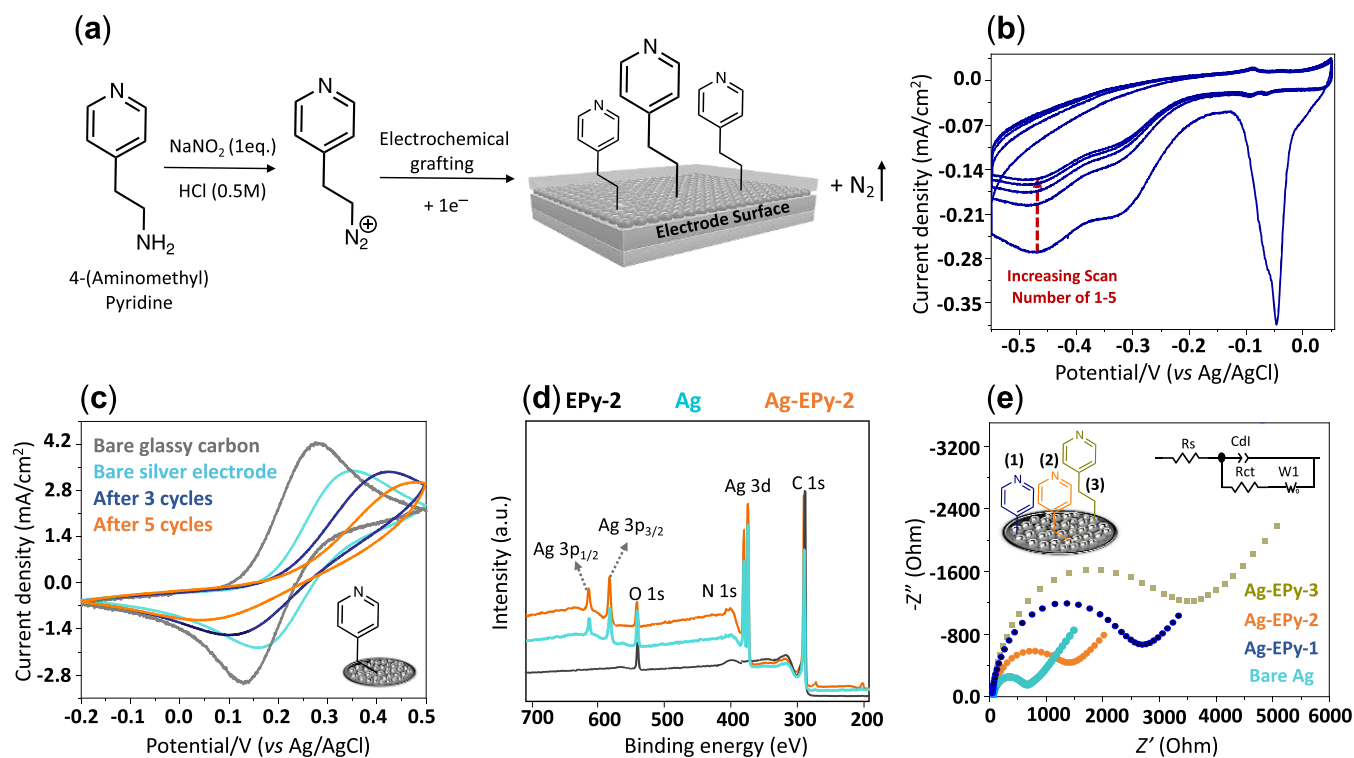 (a)
N
NH2
4-(Aminomethyl)
Pyridine
NaNO2 (1eq.)
HCl (0.5M)
N
N2
+
Electrochemical
grafting
+ 1e–
N
N
N
Electrode Surface
+ N2
(b)
Current density (mA/cm2)
0.0
-0.07
-0.14
-0.21
-0.28
-0.35
Increasing Scan
Number of 1-5
-0.5 -0.4 -0.3 -0.2 -0.1 0.0
Potential/V (vs Ag/AgCl)
(c)
Current density (mA/cm2)
4.2
2.8
1.4
0.0
-1.4
-2.8
Bare glassy carbon
Bare silver electrode
After 3 cycles
After 5 cycles
N
-0.2 -0.1 0.0 0.1 0.2 0.3 0.4 0.5
Potential/V (vs Ag/AgCl)
(d)
EPy-2 Ag Ag-EPy-2
Intensity (a.u.)
Ag 3p1/2
Ag 3p3/2
O 1s
N 1s
Ag 3d
C 1s
700 600 500 400 300 200
Binding energy (eV)
(e)
-Z″ (Ohm)
-3200
-2400
-1600
-800
0.0
(1)
N
(2)
N
(3)
N
Rs
Cdl
Rct
W1
o
Ag-EPy-3
Ag-EPy-2
Ag-EPy-1
Bare Ag
0 1000 2000 3000 4000 5000 6000
Z′ (Ohm)